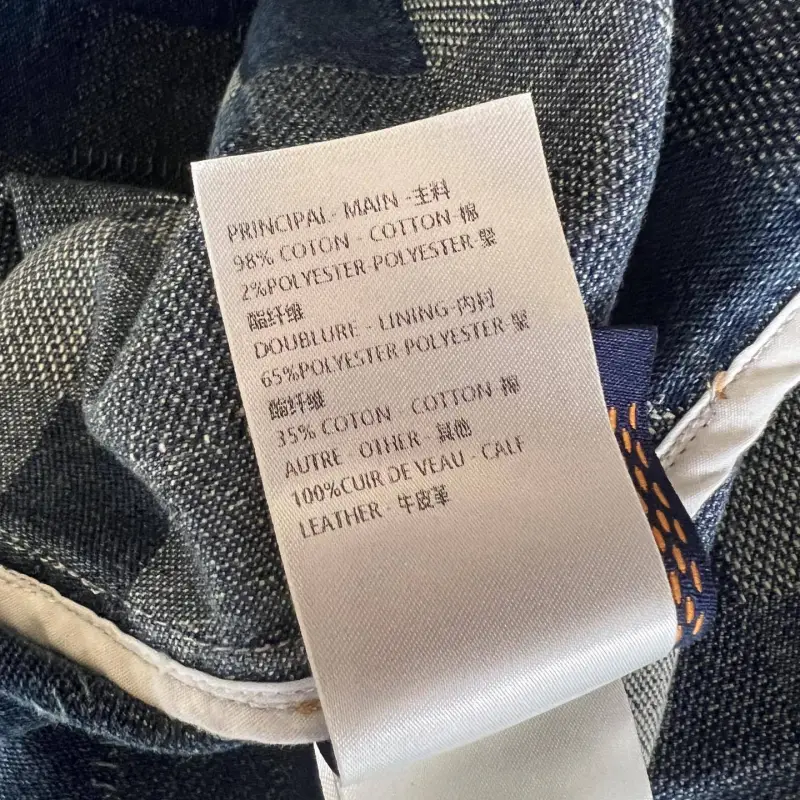 PRINCIPAL - MAIN -主料
98% COTON - COTTON-棉
2%POLYESTER-POLYESTER-聚
酯纤维
DOUBLURE - LINING-内衬
65%POLYESTER-POLYESTER-聚
酯纤维
35% COTON - COTTON-棉
AUTRE - OTHER - 其他
100%CUIR DE VEAU - CALF
LEATHER - 牛皮革